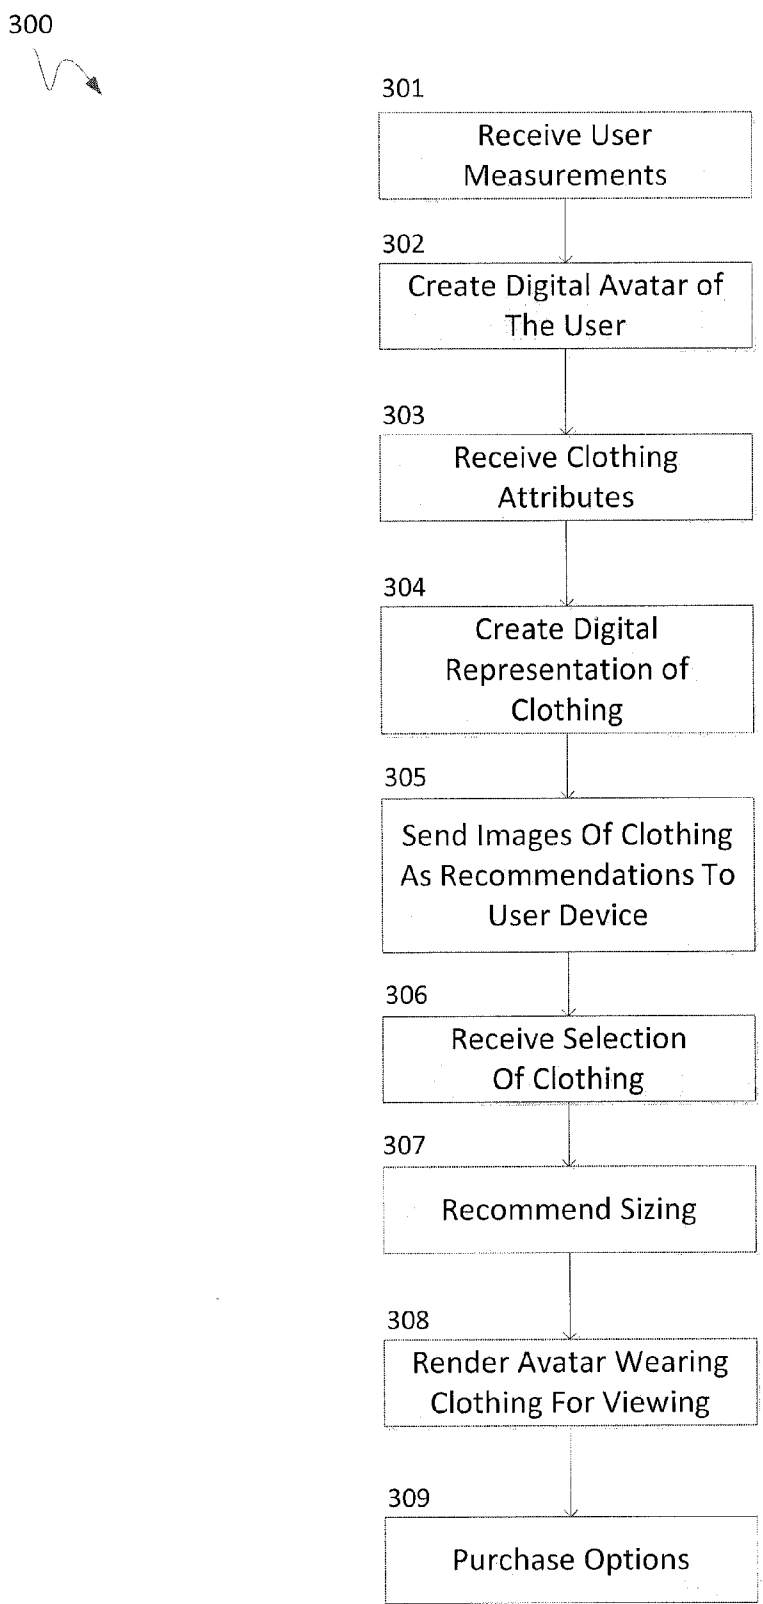 300
301
Receive User
Measurements
302
Create Digital Avatar of
The User
303
Receive Clothing
Attributes
304
Create Digital
Representation of
Clothing
305
Send Images Of Clothing
As Recommendations To
User Device
306
Receive Selection
Of Clothing
307
Recommend Sizing
308
Render Avatar Wearing
Clothing For Viewing
309
Purchase Options